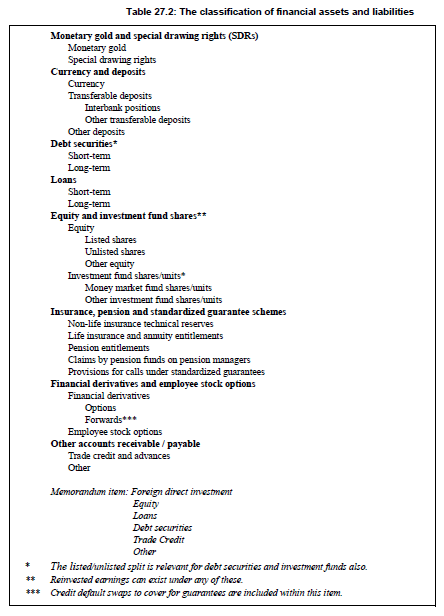 Table 27.2: The classification of financial assets and liabilities
Monetary gold and special drawing rights (SDRs)
Monetary gold
Special drawing rights
Currency and deposits
Currency
Transferable deposits
Interbank positions
Other transferable deposits
Other deposits
Debt securities*
Short-term
Long-term
Loans
Short-term
Long-term
Equity and investment fund shares**
Equity
Listed shares
Unlisted shares
Other equity
Investment fund shares/units*
Money market fund shares/units
Other investment fund shares/units
Insurance, pension and standardized guarantee schemes
Non-life insurance technical reserves
Life insurance and annuity entitlements
Pension entitlements
Claims by pension funds on pension managers
Provisions for calls under standardized guarantees
Financial derivatives and employee stock options
Financial derivatives
Options
Forwards***
Employee stock options
Other accounts receivable / payable
Trade credit and advances
Other
Memorandum item: Foreign direct investment
Equity
Loans
Debt securities
Trade Credit
Other
* The listed/unlisted split is relevant for debt securities and investment funds also.
** Reinvested earnings can exist under any of these.
*** Credit default swaps to cover for guarantees are included within this item.